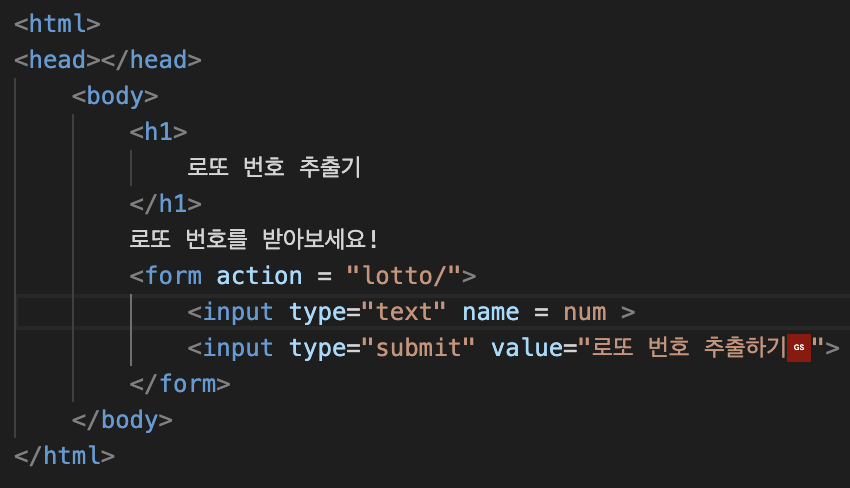 <html>
<head></head>
<body>
<h1>
로또 번호 추출기
</h1>
로또 번호를 받아보세요!
<form action = "lotto/">
<input type="text" name = num >
<input type="submit" value="로또 번호 추출하기GS">
</form>
</body>
</html>